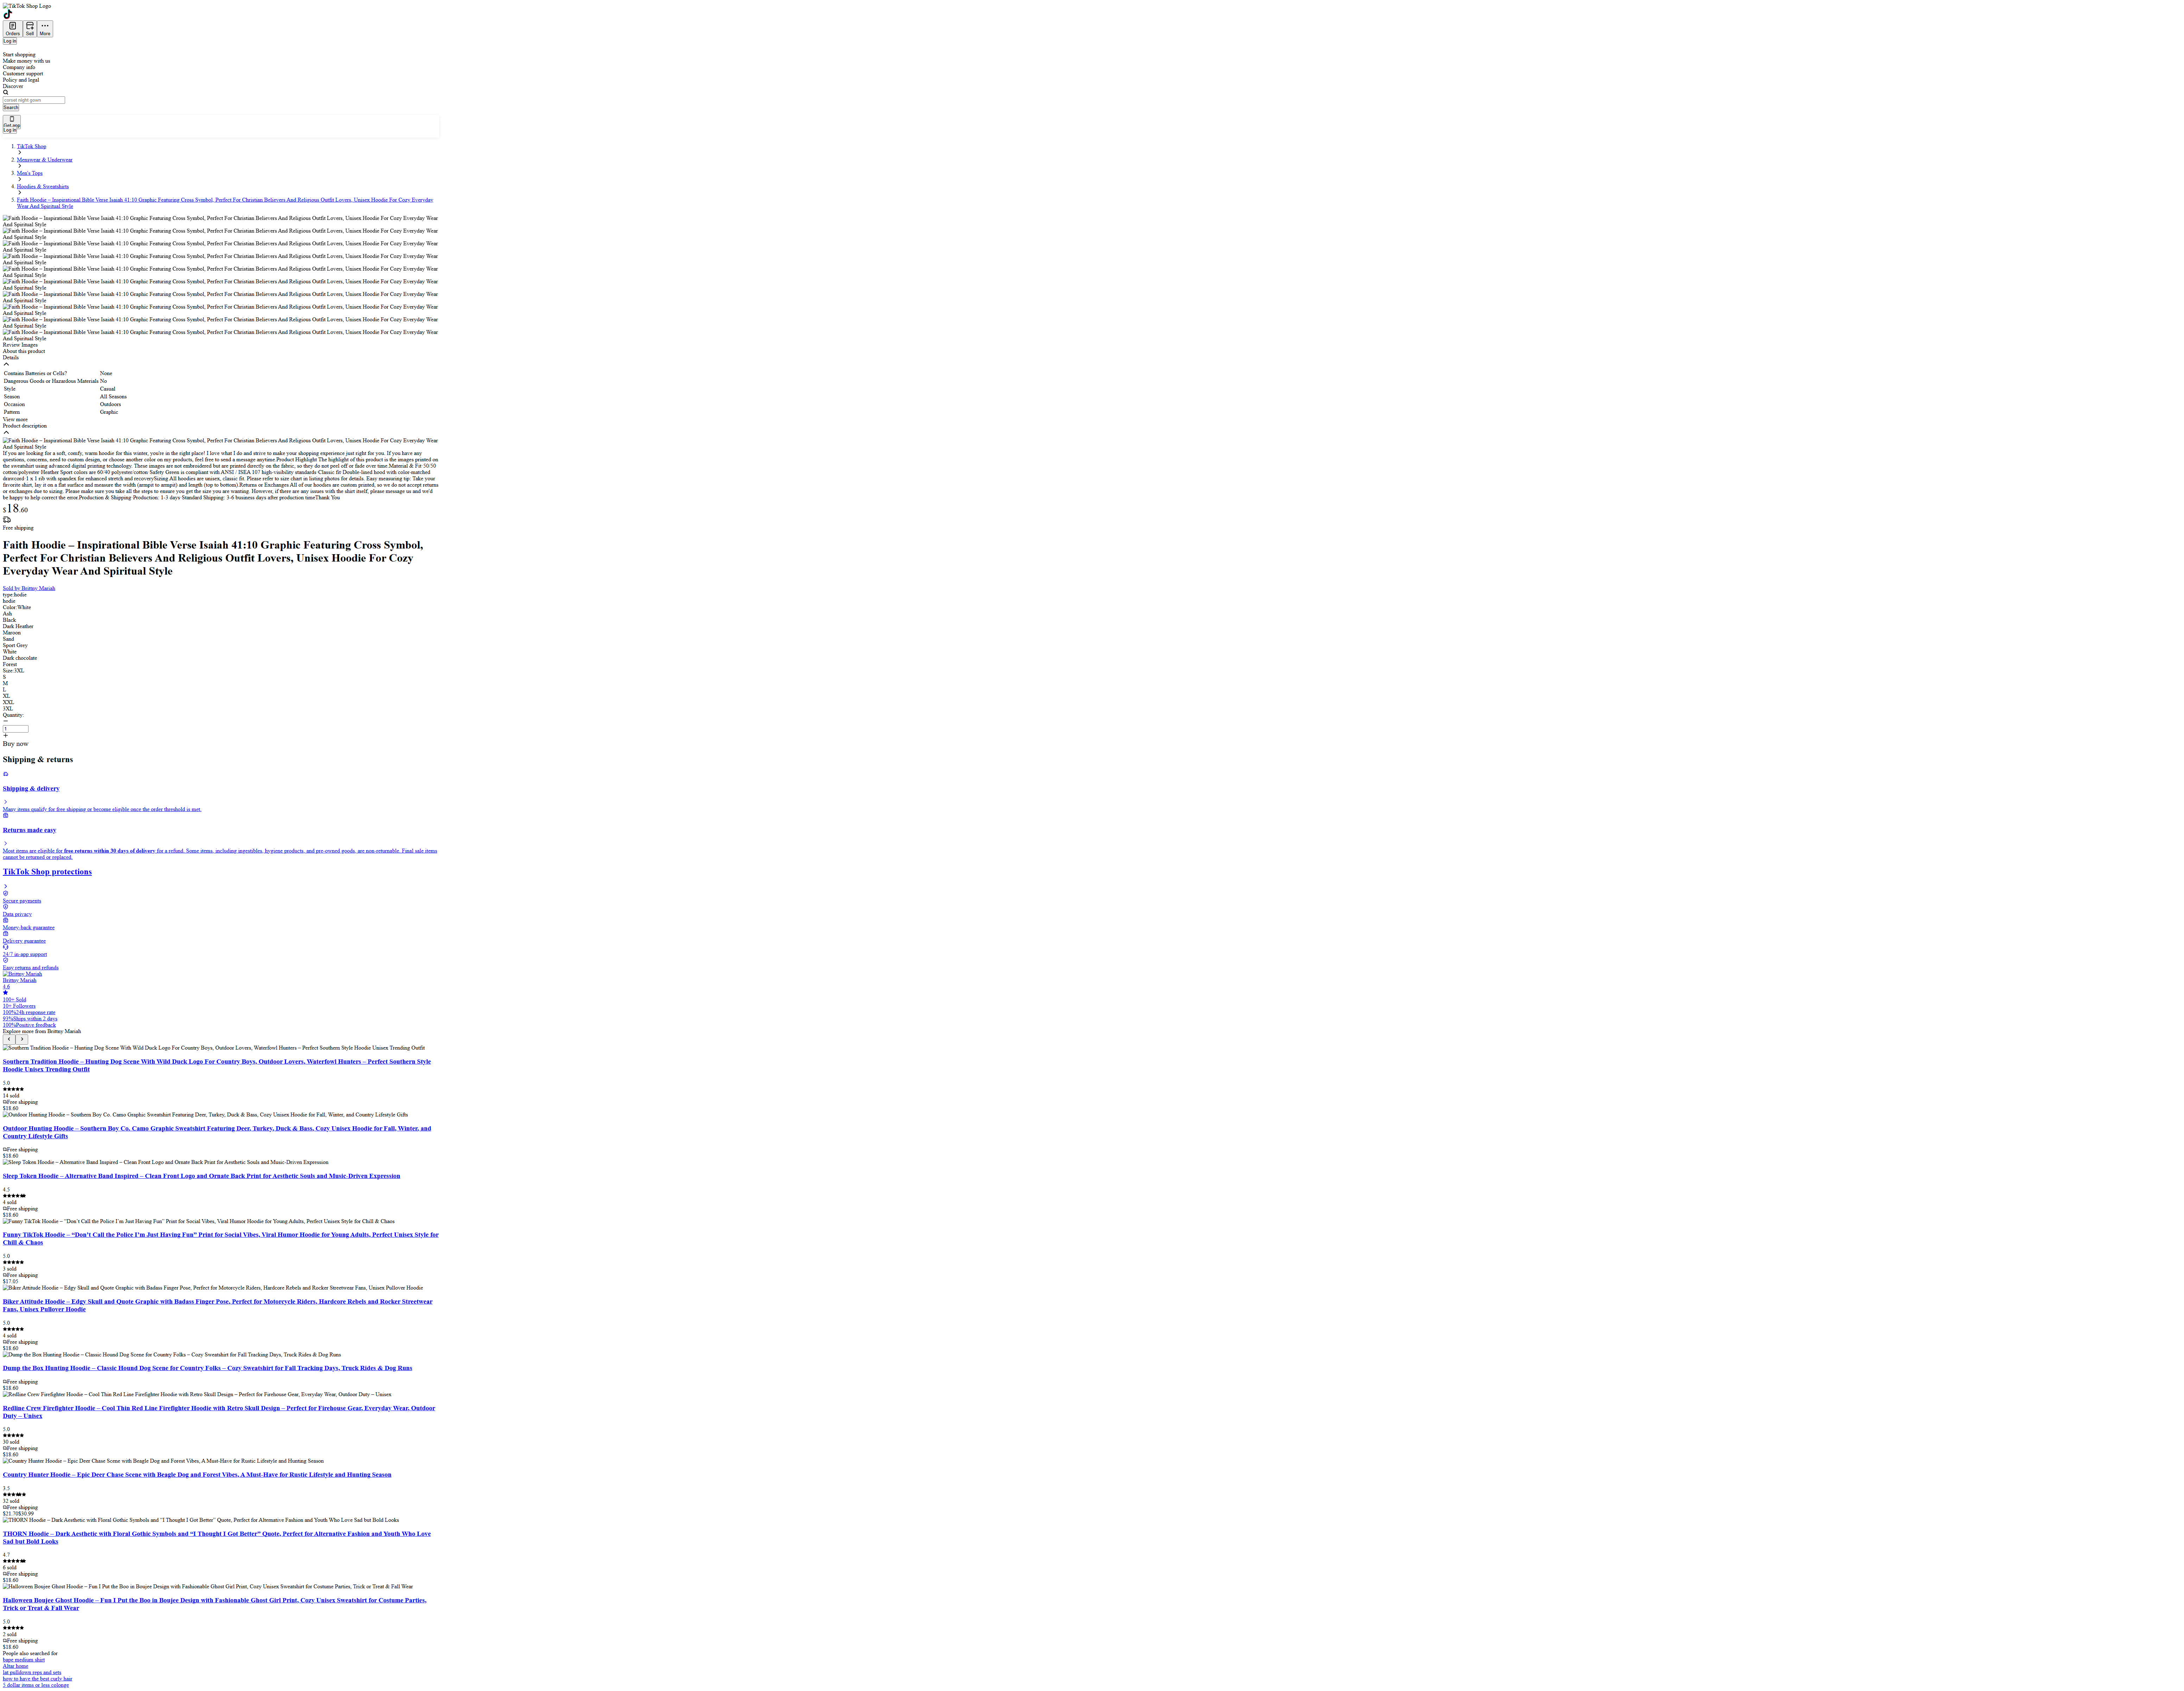 TikTok Shop Logo
Orders
Sell
More
Log in
Start shopping
Make money with us
Company info
Customer support
Policy and legal
Discover
corset night gown
Search
Get app
Log in
1. TikTok Shop
2. Menswear & Underwear
3. Men's Tops
4. Hoodies & Sweatshirts
5. Faith Hoodie – Inspirational Bible Verse Isaiah 41:10 Graphic Featuring Cross Symbol, Perfect For Christian Believers And Religious Outfit Lovers, Unisex Hoodie For Cozy Everyday
Wear And Spiritual Style
Faith Hoodie – Inspirational Bible Verse Isaiah 41:10 Graphic Featuring Cross Symbol, Perfect For Christian Believers And Religious Outfit Lovers, Unisex Hoodie For Cozy Everyday Wear
And Spiritual Style
Faith Hoodie – Inspirational Bible Verse Isaiah 41:10 Graphic Featuring Cross Symbol, Perfect For Christian Believers And Religious Outfit Lovers, Unisex Hoodie For Cozy Everyday Wear
And Spiritual Style
Faith Hoodie – Inspirational Bible Verse Isaiah 41:10 Graphic Featuring Cross Symbol, Perfect For Christian Believers And Religious Outfit Lovers, Unisex Hoodie For Cozy Everyday Wear
And Spiritual Style
Faith Hoodie – Inspirational Bible Verse Isaiah 41:10 Graphic Featuring Cross Symbol, Perfect For Christian Believers And Religious Outfit Lovers, Unisex Hoodie For Cozy Everyday Wear
And Spiritual Style
Faith Hoodie – Inspirational Bible Verse Isaiah 41:10 Graphic Featuring Cross Symbol, Perfect For Christian Believers And Religious Outfit Lovers, Unisex Hoodie For Cozy Everyday Wear
And Spiritual Style
Faith Hoodie – Inspirational Bible Verse Isaiah 41:10 Graphic Featuring Cross Symbol, Perfect For Christian Believers And Religious Outfit Lovers, Unisex Hoodie For Cozy Everyday Wear
And Spiritual Style
Faith Hoodie – Inspirational Bible Verse Isaiah 41:10 Graphic Featuring Cross Symbol, Perfect For Christian Believers And Religious Outfit Lovers, Unisex Hoodie For Cozy Everyday Wear
And Spiritual Style
Faith Hoodie – Inspirational Bible Verse Isaiah 41:10 Graphic Featuring Cross Symbol, Perfect For Christian Believers And Religious Outfit Lovers, Unisex Hoodie For Cozy Everyday Wear
And Spiritual Style
Faith Hoodie – Inspirational Bible Verse Isaiah 41:10 Graphic Featuring Cross Symbol, Perfect For Christian Believers And Religious Outfit Lovers, Unisex Hoodie For Cozy Everyday Wear
And Spiritual Style
Faith Hoodie – Inspirational Bible Verse Isaiah 41:10 Graphic Featuring Cross Symbol, Perfect For Christian Believers And Religious Outfit Lovers, Unisex Hoodie For Cozy Everyday Wear
And Spiritual Style
Review Images
About this product
Details
Contains Batteries or Cells? None
Dangerous Goods or Hazardous Materials No
Style Casual
Season All Seasons
Occasion Outdoors
Pattern Graphic
View more
Product description
Faith Hoodie – Inspirational Bible Verse Isaiah 41:10 Graphic Featuring Cross Symbol, Perfect For Christian Believers And Religious Outfit Lovers, Unisex Hoodie For Cozy Everyday Wear
And Spiritual Style
If you are looking for a soft, comfy, warm hoodie for this winter, you're in the right place! I love what I do and strive to make your shopping experience just right for you. If you have any
questions, concerns, need to custom design, or choose another color on my products, feel free to send a message anytime.Product Highlight The highlight of this product is the images printed on
the sweatshirt using advanced digital printing technology. These images are not embroidered but are printed directly on the fabric, so they do not peel off or fade over time.Material & Fit·50/50
cotton/polyester·Heather Sport colors are 60/40 polyester/cotton·Safety Green is compliant with ANSI / ISEA 107 high-visibility standards·Classic fit·Double-lined hood with color-matched
drawcord·1 x 1 rib with spandex for enhanced stretch and recoverySizing·All hoodies are unisex, classic fit. Please refer to size chart in listing photos for details. Easy measuring tip: Take your
favorite shirt, lay it on a flat surface and measure the width (armpit to armpit) and length (top to bottom).Returns or Exchanges·All of our hoodies are custom printed, so we do not accept returns
or exchanges due to sizing. Please make sure you take all the steps to ensure you get the size you are wanting. However, if there are any issues with the shirt itself, please message us and we'd
be happy to help correct the error.Production & Shipping·Production: 1-3 days·Standard Shipping: 3-6 business days after production timeThank You
$18.60
Free shipping
Faith Hoodie – Inspirational Bible Verse Isaiah 41:10 Graphic Featuring Cross Symbol,
Perfect For Christian Believers And Religious Outfit Lovers, Unisex Hoodie For Cozy
Everyday Wear And Spiritual Style
Sold by Brittny Mariah
type:hodie
hodie
Color:White
Ash
Black
Dark Heather
Maroon
Sand
Sport Grey
White
Dark chocolate
Forest
Size:3XL
S
M
L
XL
XXL
3XL
Quantity:
1
Buy now
Shipping & returns
Shipping & delivery
Many items qualify for free shipping or become eligible once the order threshold is met.
Returns made easy
Most items are eligible for free returns within 30 days of delivery for a refund. Some items, including ingestibles, hygiene products, and pre-owned goods, are non-returnable. Final sale items
cannot be returned or replaced.
TikTok Shop protections
Secure payments
Data privacy
Money-back guarantee
Delivery guarantee
24/7 in-app support
Easy returns and refunds
Brittny Mariah
Brittny Mariah
4.6
100+ Sold
10+ Followers
100%24h response rate
93%Ships within 2 days
100%Positive feedback
Explore more from Brittny Mariah
Southern Tradition Hoodie – Hunting Dog Scene With Wild Duck Logo For Country Boys, Outdoor Lovers, Waterfowl Hunters – Perfect Southern Style Hoodie Unisex Trending Outfit
Southern Tradition Hoodie – Hunting Dog Scene With Wild Duck Logo For Country Boys, Outdoor Lovers, Waterfowl Hunters – Perfect Southern Style
Hoodie Unisex Trending Outfit
5.0
14 sold
Free shipping
$18.60
Outdoor Hunting Hoodie – Southern Boy Co. Camo Graphic Sweatshirt Featuring Deer, Turkey, Duck & Bass, Cozy Unisex Hoodie for Fall, Winter, and Country Lifestyle Gifts
Outdoor Hunting Hoodie – Southern Boy Co. Camo Graphic Sweatshirt Featuring Deer, Turkey, Duck & Bass, Cozy Unisex Hoodie for Fall, Winter, and
Country Lifestyle Gifts
Free shipping
$18.60
Sleep Token Hoodie – Alternative Band Inspired – Clean Front Logo and Ornate Back Print for Aesthetic Souls and Music-Driven Expression
Sleep Token Hoodie – Alternative Band Inspired – Clean Front Logo and Ornate Back Print for Aesthetic Souls and Music-Driven Expression
4.5
4 sold
Free shipping
$18.60
Funny TikTok Hoodie – “Don’t Call the Police I’m Just Having Fun” Print for Social Vibes, Viral Humor Hoodie for Young Adults, Perfect Unisex Style for Chill & Chaos
Funny TikTok Hoodie – “Don’t Call the Police I’m Just Having Fun” Print for Social Vibes, Viral Humor Hoodie for Young Adults, Perfect Unisex Style for
Chill & Chaos
5.0
3 sold
Free shipping
$17.05
Biker Attitude Hoodie – Edgy Skull and Quote Graphic with Badass Finger Pose, Perfect for Motorcycle Riders, Hardcore Rebels and Rocker Streetwear Fans, Unisex Pullover Hoodie
Biker Attitude Hoodie – Edgy Skull and Quote Graphic with Badass Finger Pose, Perfect for Motorcycle Riders, Hardcore Rebels and Rocker Streetwear
Fans, Unisex Pullover Hoodie
5.0
4 sold
Free shipping
$18.60
Dump the Box Hunting Hoodie – Classic Hound Dog Scene for Country Folks – Cozy Sweatshirt for Fall Tracking Days, Truck Rides & Dog Runs
Dump the Box Hunting Hoodie – Classic Hound Dog Scene for Country Folks – Cozy Sweatshirt for Fall Tracking Days, Truck Rides & Dog Runs
Free shipping
$18.60
Redline Crew Firefighter Hoodie – Cool Thin Red Line Firefighter Hoodie with Retro Skull Design – Perfect for Firehouse Gear, Everyday Wear, Outdoor Duty – Unisex
Redline Crew Firefighter Hoodie – Cool Thin Red Line Firefighter Hoodie with Retro Skull Design – Perfect for Firehouse Gear, Everyday Wear, Outdoor
Duty – Unisex
5.0
30 sold
Free shipping
$18.60
Country Hunter Hoodie – Epic Deer Chase Scene with Beagle Dog and Forest Vibes, A Must-Have for Rustic Lifestyle and Hunting Season
Country Hunter Hoodie – Epic Deer Chase Scene with Beagle Dog and Forest Vibes, A Must-Have for Rustic Lifestyle and Hunting Season
3.5
32 sold
Free shipping
$21.70$30.99
THORN Hoodie – Dark Aesthetic with Floral Gothic Symbols and “I Thought I Got Better” Quote, Perfect for Alternative Fashion and Youth Who Love Sad but Bold Looks
THORN Hoodie – Dark Aesthetic with Floral Gothic Symbols and “I Thought I Got Better” Quote, Perfect for Alternative Fashion and Youth Who Love
Sad but Bold Looks
4.7
6 sold
Free shipping
$18.60
Halloween Boujee Ghost Hoodie – Fun I Put the Boo in Boujee Design with Fashionable Ghost Girl Print, Cozy Unisex Sweatshirt for Costume Parties, Trick or Treat & Fall Wear
Halloween Boujee Ghost Hoodie – Fun I Put the Boo in Boujee Design with Fashionable Ghost Girl Print, Cozy Unisex Sweatshirt for Costume Parties,
Trick or Treat & Fall Wear
5.0
2 sold
Free shipping
$18.60
People also searched for
bape medium shirt
Altar home
lat pulldown reps and sets
how to have the best curly hair
5 dollar items or less cologne